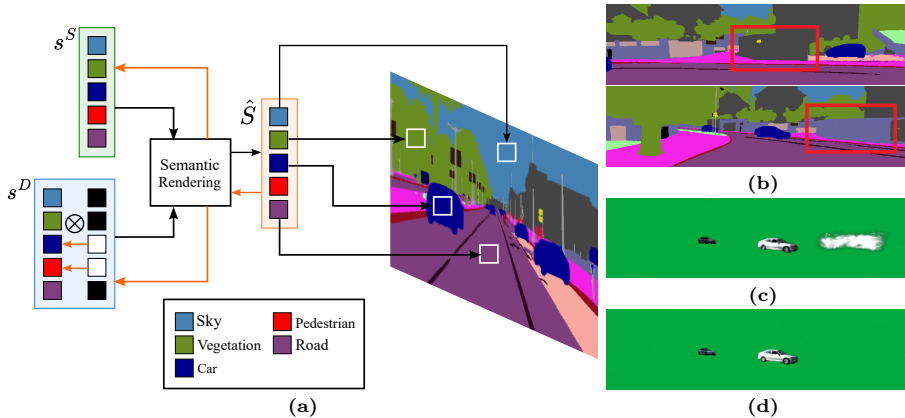 s^S
Ŝ
Semantic
Rendering
s^D
⊗
Sky
Pedestrian
Vegetation
Road
Car
(a)
(b)
(c)
(d)